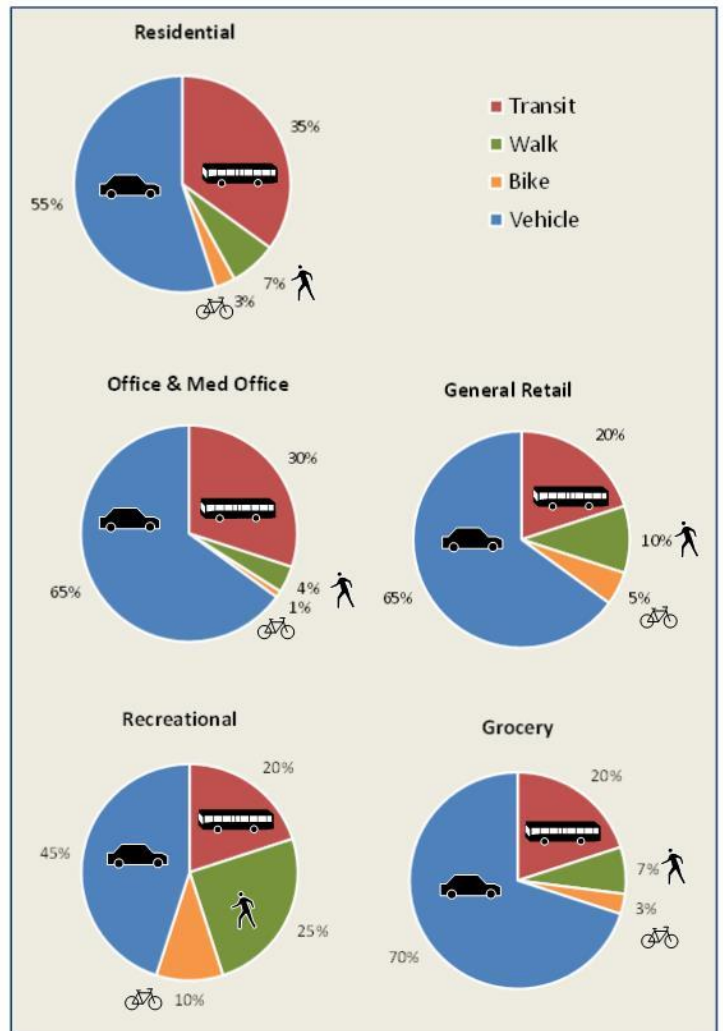 Residential
35%
55%
7%
3%
Transit
Walk
Bike
Vehicle
Office & Med Office
30%
65%
4%
1%
General Retail
20%
10%
65%
5%
Recreational
20%
45%
25%
10%
Grocery
20%
7%
3%
70%